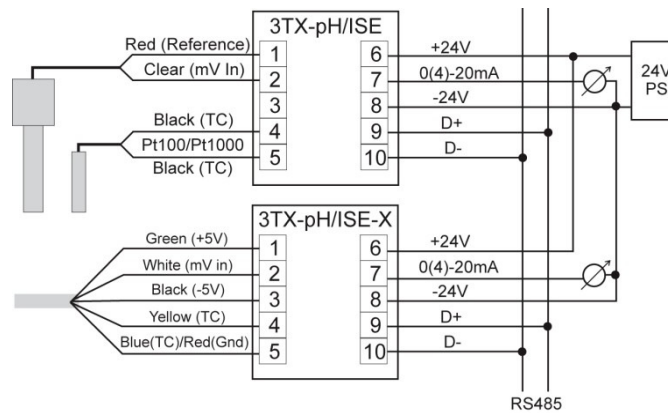 3TX-pH/ISE
Red (Reference) 1 6 +24V
Clear (mV In) 2 7 0(4)-20mA
3 8 -24V
Black (TC) 4 9 D+
Pt100/Pt1000
Black (TC) 5 10 D-
24V
PS
3TX-pH/ISE-X
Green (+5V) 1 6 +24V
White (mV in) 2 7 0(4)-20mA
Black (-5V) 3 8 -24V
Yellow (TC) 4 9 D+
Blue(TC)/Red(Gnd) 5 10 D-
RS485